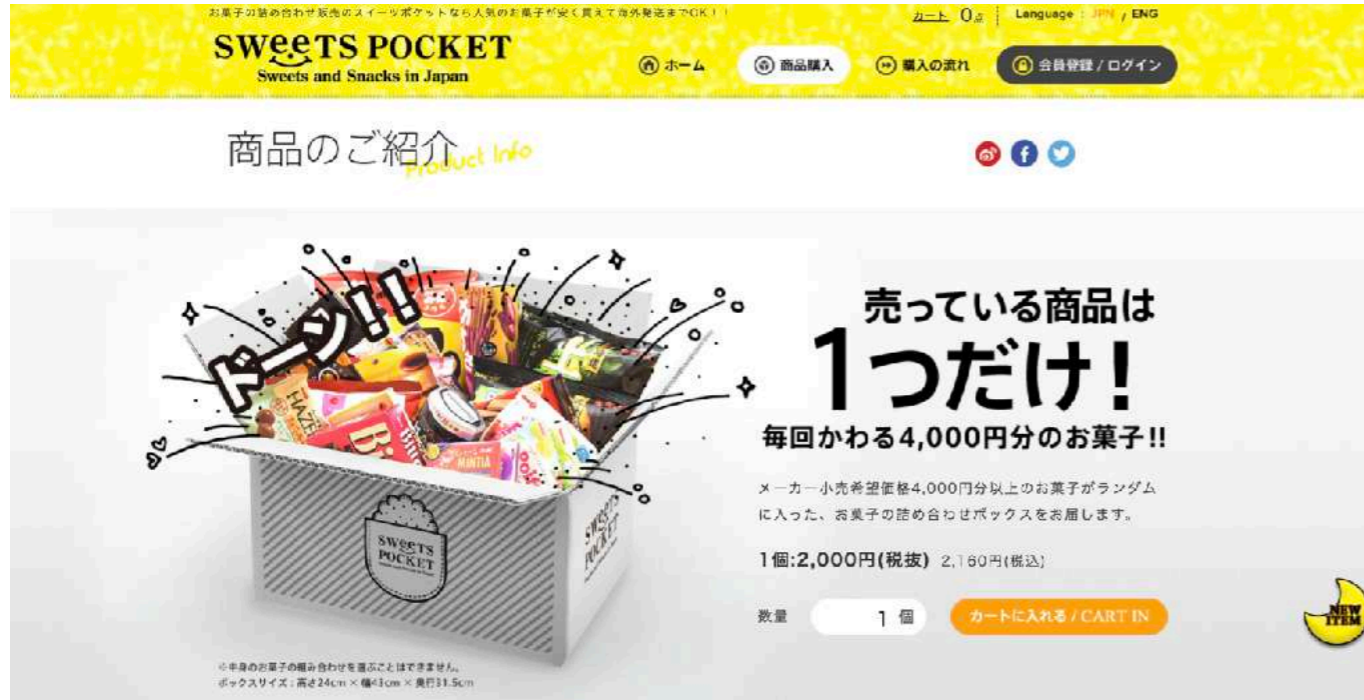 お菓子の詰め合わせ販売のスイーツポケットなら人気のお菓子が安く買えて海外発送までOK!!
カート 0点
Language : JPN / ENG
SWeeTS POCKET
Sweets and Snacks in Japan
ホーム
商品購入
購入の流れ
会員登録 / ログイン
商品のご紹介
Product Info
ドーン!!
売っている商品は
1つだけ!
毎回かわる4,000円分のお菓子!!
メーカー小売希望価格4,000円分以上のお菓子がランダム
に入った、お菓子の詰め合わせボックスをお届します。
1個:2,000円(税抜) 2,160円(税込)
数量
1 個
カートに入れる / CART IN
NEW
ITEM
HAZE
MINTIA
SWeeTS
POCKET
SWeeTS
POCKET
※中身のお菓子の組み合わせを選ぶことはできません。
ボックスサイズ：高さ24cm × 幅43cm × 奥行31.5cm